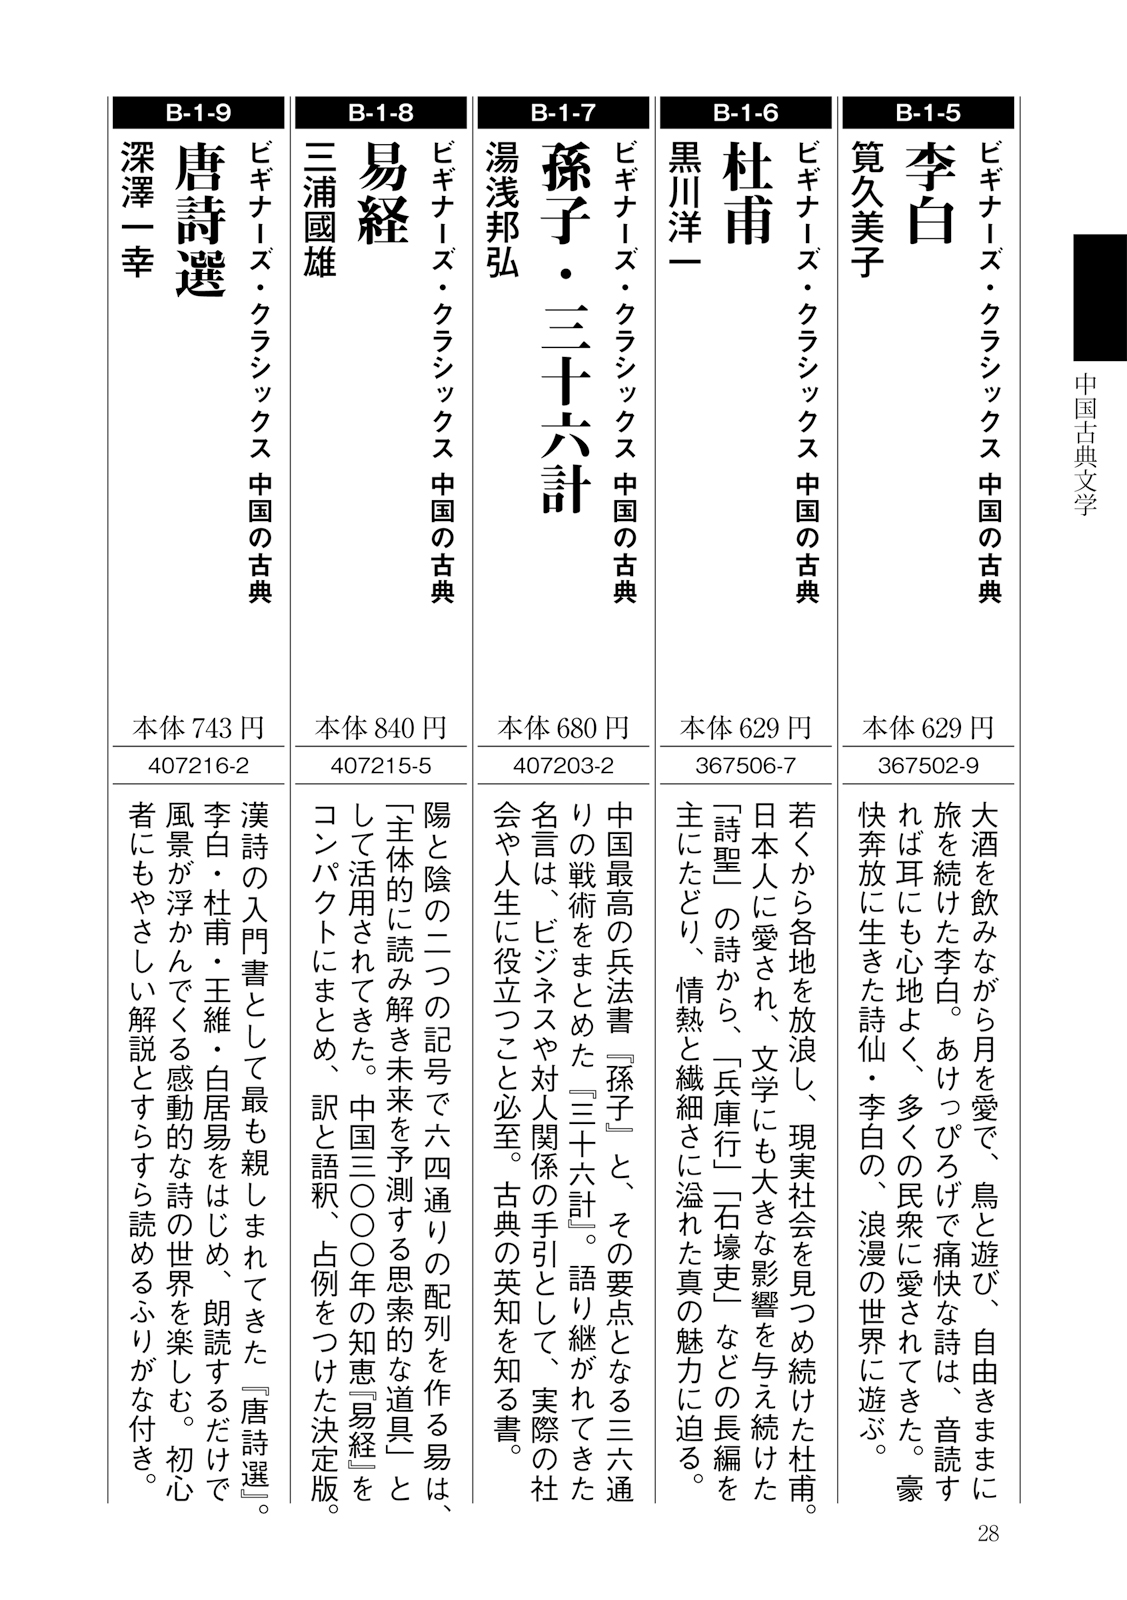 中国古典文学
B-1-5
ビギナーズ・クラシックス 中国の古典
李白
筧久美子
本体629円
367502-9
大酒を飲みながら月を愛で、鳥と遊び、自由きままに
旅を続けた李白。あけっぴろげで痛快な詩は、音読す
れば耳にも心地よく、多くの民衆に愛されてきた。豪
快奔放に生きた詩仙・李白の、浪漫の世界に遊ぶ。
B-1-6
ビギナーズ・クラシックス 中国の古典
杜甫
黒川洋一
本体629円
367506-7
若くから各地を放浪し、現実社会を見つめ続けた杜甫。
日本人に愛され、文学にも大きな影響を与え続けた
「詩聖」の詩から、「兵庫行」「石壕吏」などの長編を
主にたどり、情熱と繊細さに溢れた真の魅力に迫る。
B-1-7
ビギナーズ・クラシックス 中国の古典
孫子・三十六計
湯浅邦弘
本体680円
407203-2
中国最高の兵法書『孫子』と、その要点となる三六通
りの戦術をまとめた『三十六計』。語り継がれてきた
名言は、ビジネスや対人関係の手引として、実際の社
会や人生に役立つこと必至。古典の英知を知る書。
B-1-8
ビギナーズ・クラシックス 中国の古典
易経
三浦國雄
本体840円
407215-5
陽と陰の二つの記号で六四通りの配列を作る易は、
「主体的に読み解き未来を予測する思索的な道具」と
して活用されてきた。中国三〇〇〇年の知恵『易経』を
コンパクトにまとめ、訳と語釈、占例をつけた決定版。
B-1-9
ビギナーズ・クラシックス 中国の古典
唐詩選
深澤一幸
本体743円
407216-2
漢詩の入門書として最も親しまれてきた『唐詩選』。
李白・杜甫・王維・白居易をはじめ、朗読するだけで
風景が浮かんでくる感動的な詩の世界を楽しむ。初心
者にもやさしい解説とすらすら読めるふりがな付き。
28